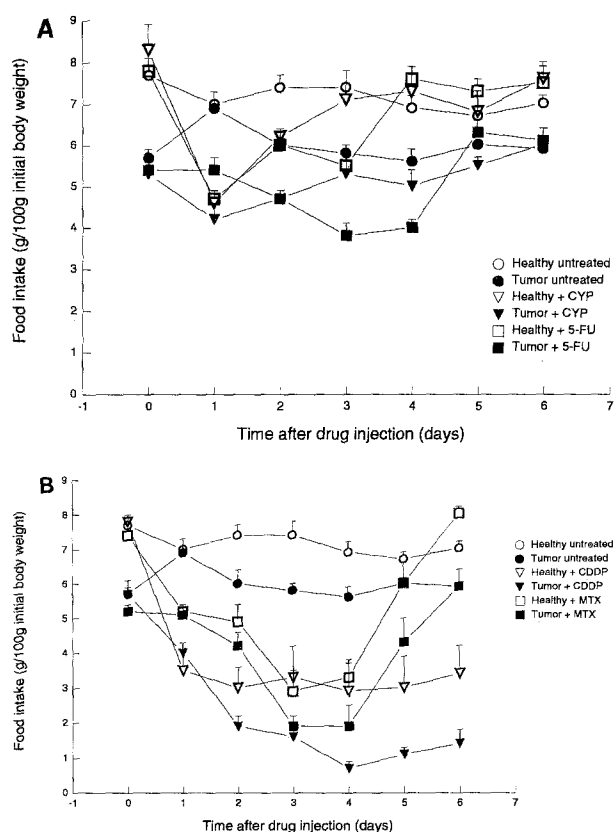 A
9
8
7
6
5
4
3
2
1
0
Food intake (g/100g initial body weight)
Healthy untreated
Tumor untreated
Healthy + CYP
Tumor + CYP
Healthy + 5-FU
Tumor + 5-FU
-1 0 1 2 3 4 5 6 7
Time after drug injection (days)
B
9
8
7
6
5
4
3
2
1
0
Food intake (g/100g initial body weight)
Healthy untreated
Tumor untreated
Healthy + CDDP
Tumor + CDDP
Healthy + MTX
Tumor + MTX
-1 0 1 2 3 4 5 6 7
Time after drug injection (days)